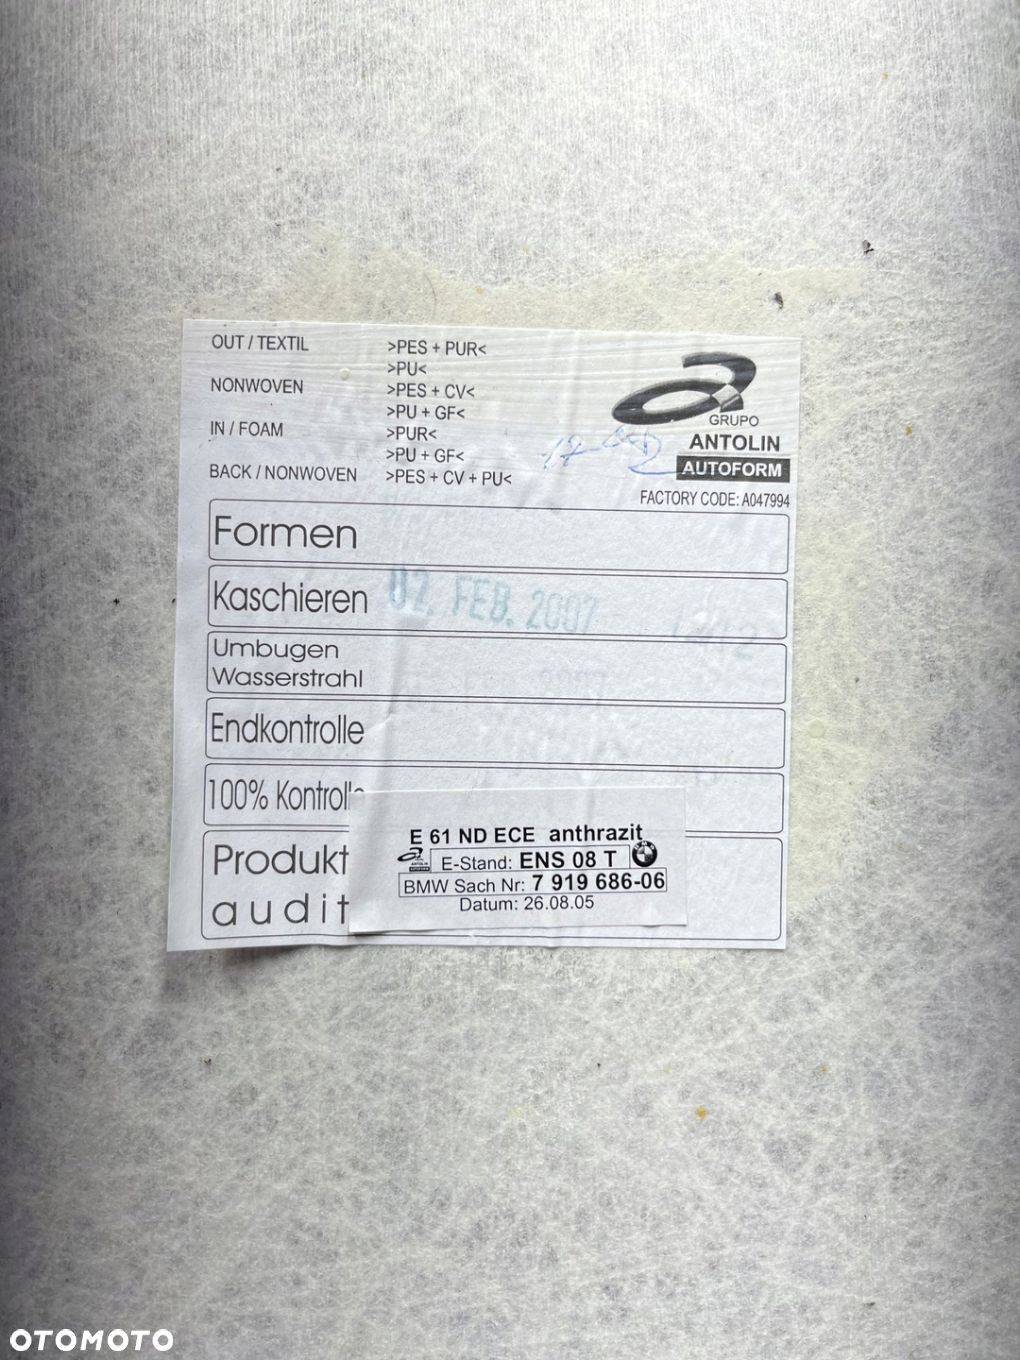 OUT / TEXTIL >PES + PUR<
>PU<
NONWOVEN >PES + CV<
>PU + GF<
IN / FOAM >PUR<
>PU + GF<
BACK / NONWOVEN >PES + CV + PU<
GRUPO
ANTOLIN
AUTOFORM
FACTORY CODE: A047994
Formen
Kaschieren 02. FEB. 2007
Umbugen
Wasserstrahl
Endkontrolle
100% Kontrolle
Produkt
audit
E 61 ND ECE anthrazit
E-Stand: ENS 08 T
BMW Sach Nr: 7 919 686-06
Datum: 26.08.05
OTOMOTO